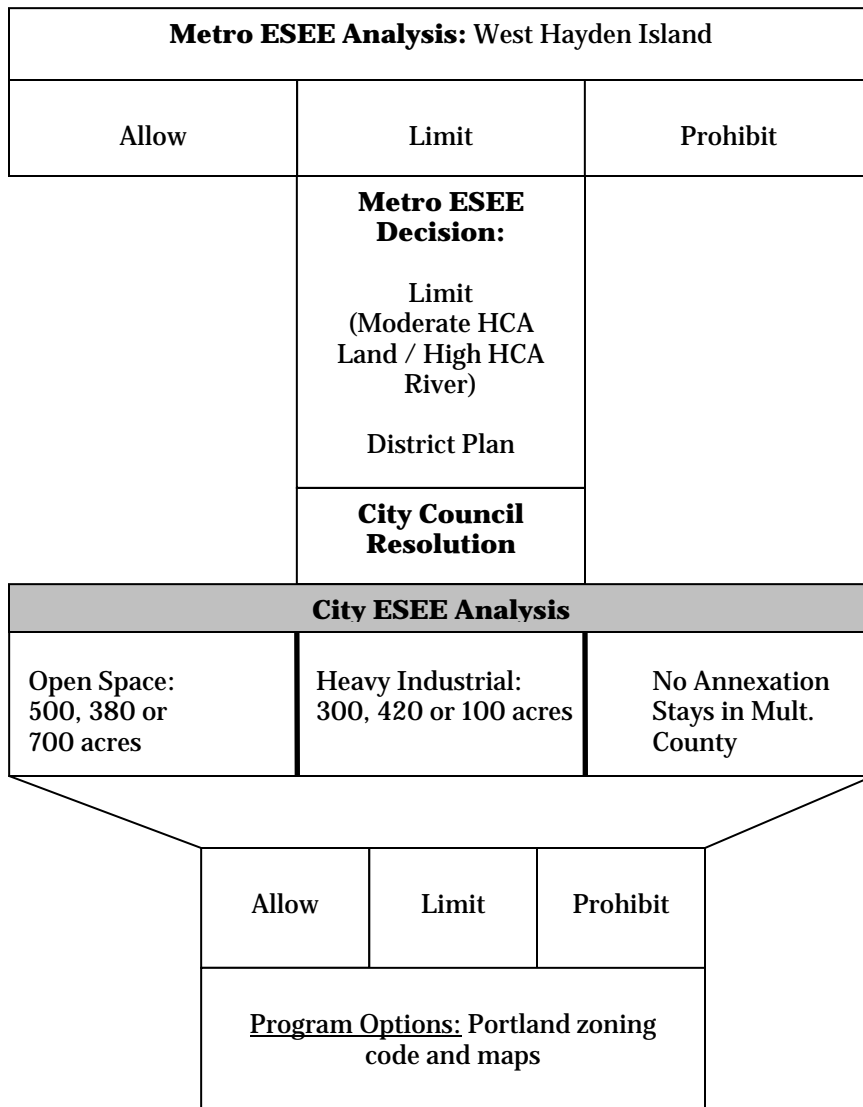 Metro ESEE Analysis: West Hayden Island
Allow
Limit
Prohibit
Metro ESEE
Decision:
Limit
(Moderate HCA
Land / High HCA
River)
District Plan
City Council
Resolution
City ESEE Analysis
Open Space:
500, 380 or
700 acres
Heavy Industrial:
300, 420 or 100 acres
No Annexation
Stays in Mult.
County
Allow
Limit
Prohibit
Program Options: Portland zoning
code and maps